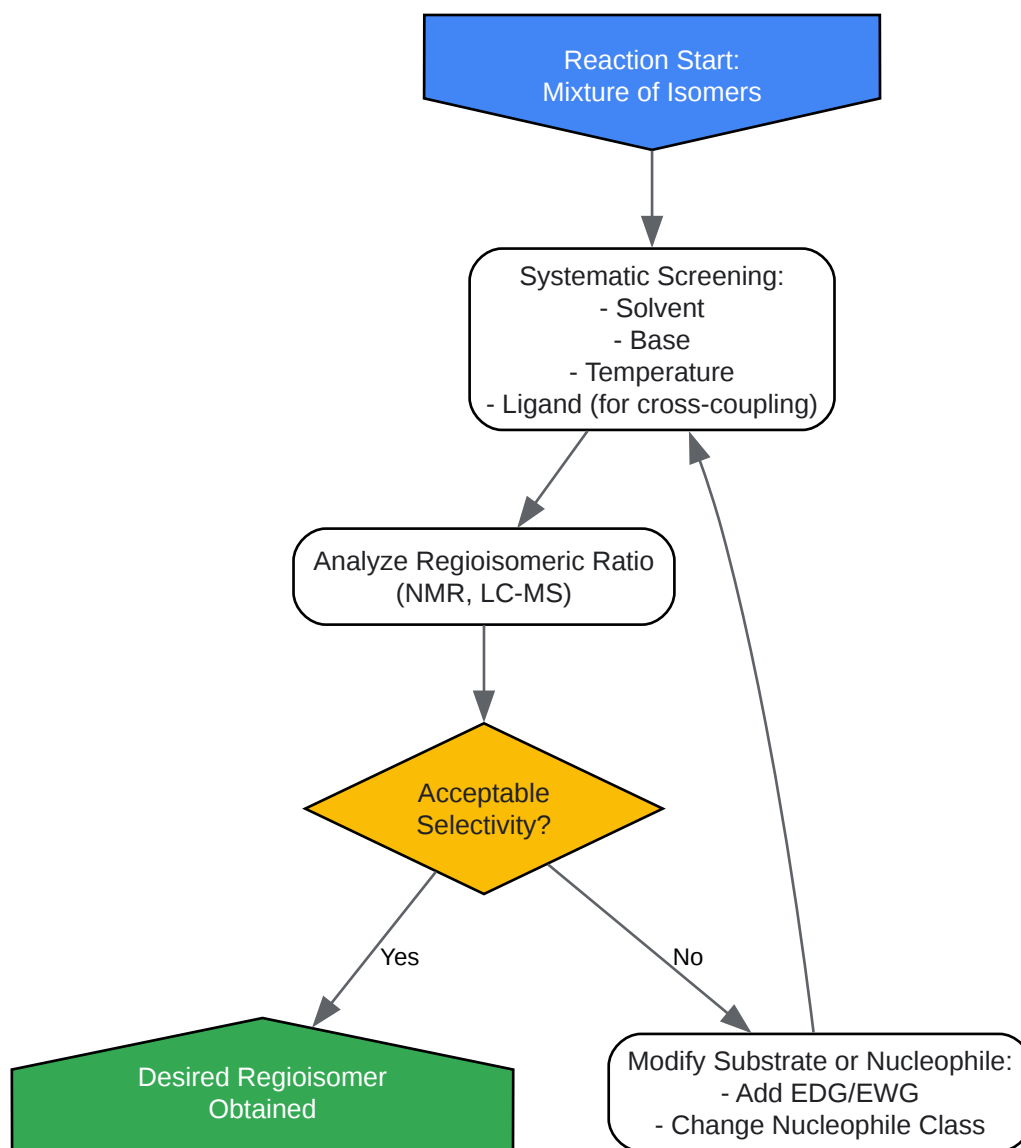 Reaction Start:
Mixture of Isomers
Systematic Screening:
- Solvent
- Base
- Temperature
- Ligand (for cross-coupling)
Analyze Regioisomeric Ratio
(NMR, LC-MS)
Acceptable
Selectivity?
Yes
No
Desired Regioisomer
Obtained
Modify Substrate or Nucleophile:
- Add EDG/EWG
- Change Nucleophile Class